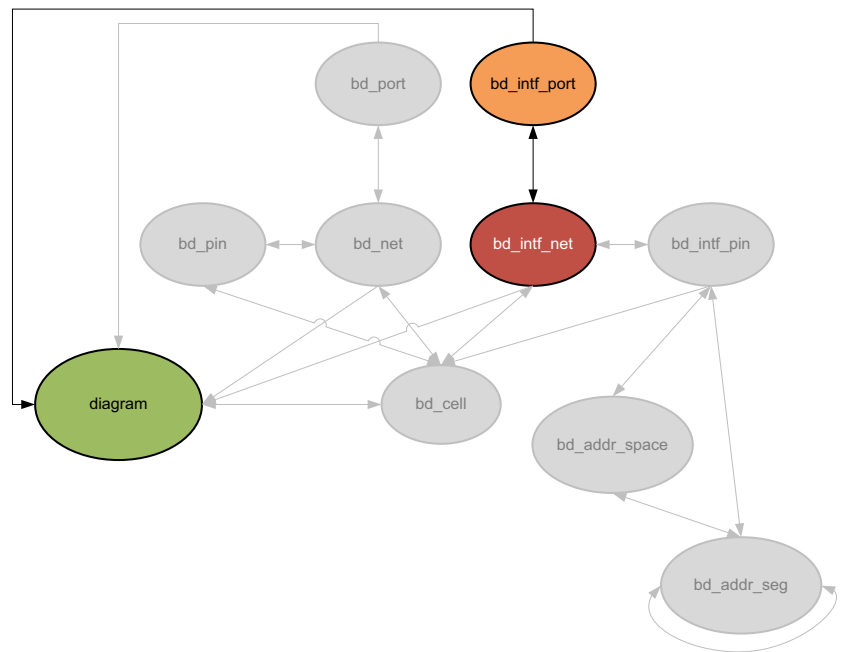 bd_port
bd_intf_port
bd_pin
bd_net
bd_intf_net
bd_intf_pin
diagram
bd_cell
bd_addr_space
bd_addr_seg